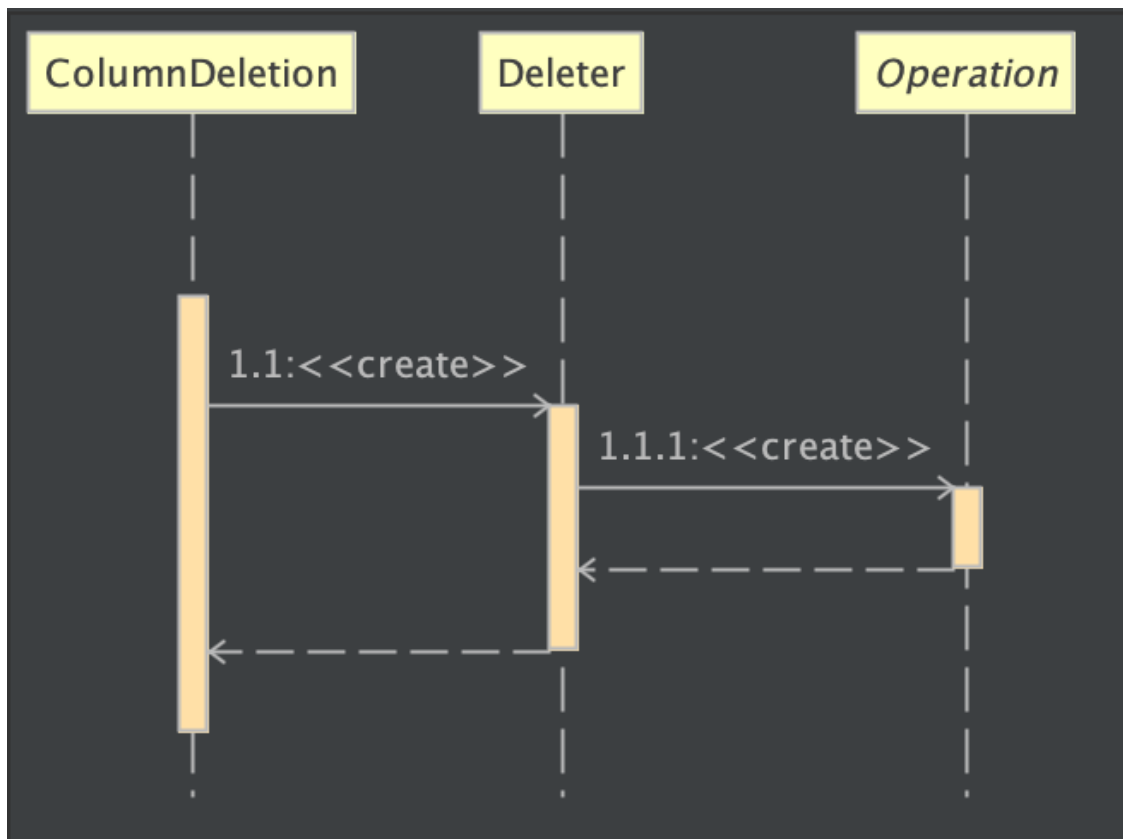 ColumnDeletion
Deleter
Operation
1.1:<<create>>
1.1.1:<<create>>